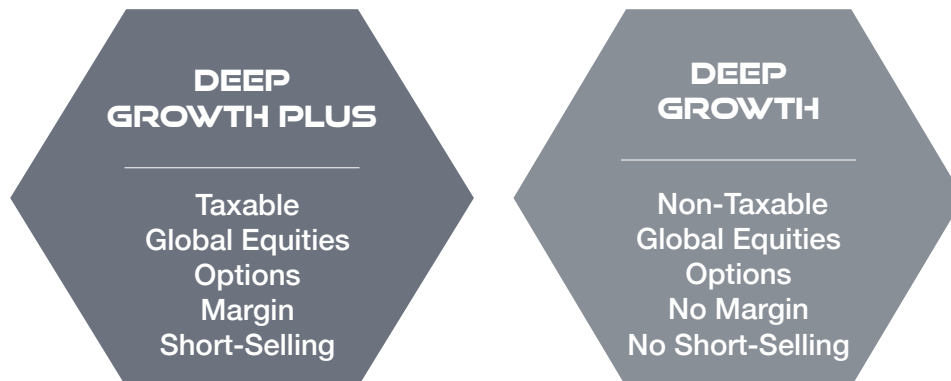 DEEP
GROWTH PLUS
Taxable
Global Equities
Options
Margin
Short-Selling
DEEP
GROWTH
Non-Taxable
Global Equities
Options
No Margin
No Short-Selling